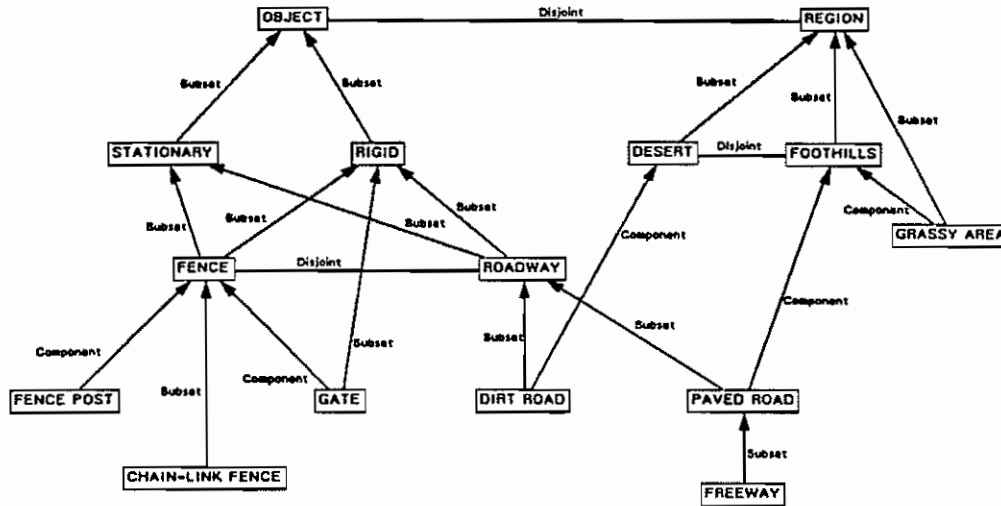 OBJECT
Disjoint
REGION
Subset
Subset
Subset
Subset
Subset
STATIONARY
RIGID
DESERT
Disjoint
FOOTHILLS
Subset
Subset
Subset
Subset
Component
Component
GRASSY AREA
FENCE
Disjoint
ROADWAY
Component
Component
Subset
Subset
Component
Subset
Subset
Subset
FENCE POST
GATE
DIRT ROAD
PAVED ROAD
Subset
CHAIN-LINK FENCE
FREEWAY